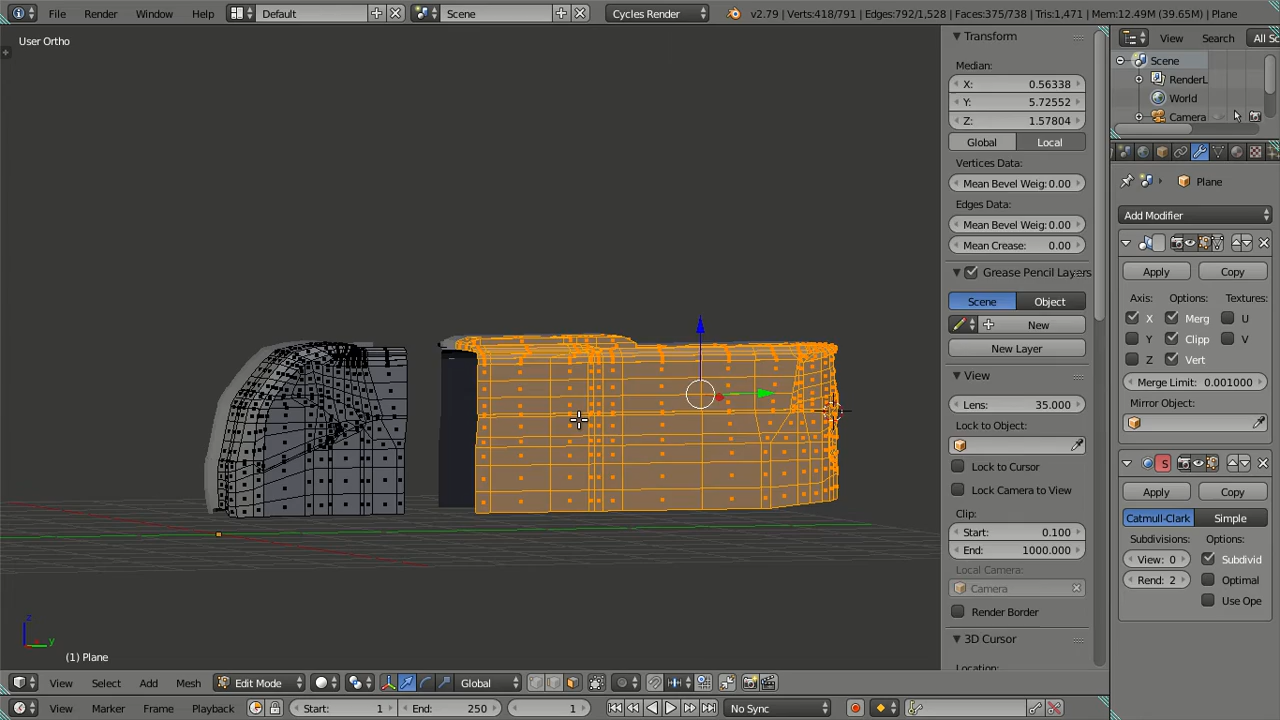 File Render Window Help Default Scene Cycles Render v2.79 | Verts:418/791 | Edges:792/1,528 | Faces:375/738 | Tris:1,471 | Mem:12.49M (39.65M) | Plane
User Ortho
Transform
Median:
X: 0.56338
Y: 5.72552
Z: 1.57804
Global Local
Vertices Data:
Mean Bevel Weig: 0.00
Edges Data:
Mean Bevel Weig: 0.00
Mean Crease: 0.00
Grease Pencil Layers
Scene Object
New
New Layer
View
Lens: 35.000
Lock to Object:
Lock to Cursor
Lock Camera to View
Clip:
Start: 0.100
End: 1000.000
Local Camera:
Camera
Render Border
3D Cursor
Location:
View Search All Sc
Scene
RenderL
World
Camera
Plane
Add Modifier
Apply Copy
Axis: Options: Textures:
X Merg U
Y Clipp V
Z Vert
Merge Limit: 0.001000
Mirror Object:
S
Apply Copy
Catmull-Clark Simple
Subdivisions: Options:
View: 0 Subdivid
Rend: 2 Optimal
Use Ope
z
y
(1) Plane
View Select Add Mesh Edit Mode Global
View Marker Frame Playback Start: 1 End: 250 1 No Sync